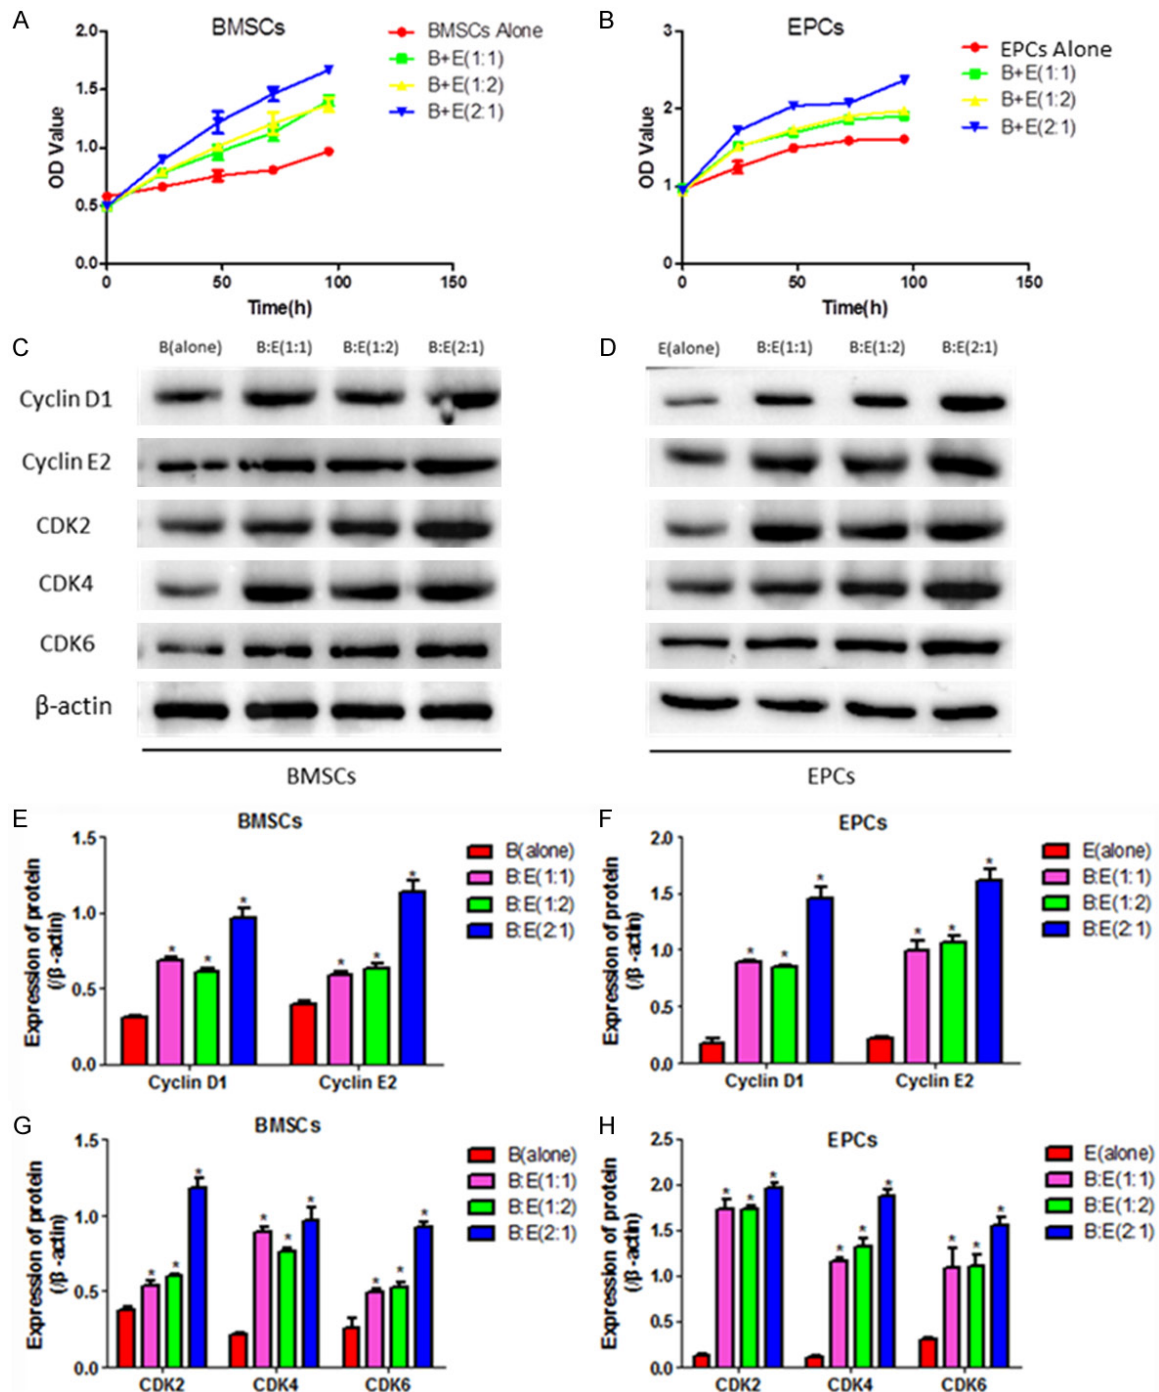 A
BMSCs
2.0
1.5
1.0
0.5
0.0
OD Value
0
50
100
150
Time(h)
BMSCs Alone
B+E(1:1)
B+E(1:2)
B+E(2:1)
B
EPCs
3
2
1
0
OD Value
0
50
100
150
Time(h)
EPCs Alone
B+E(1:1)
B+E(1:2)
B+E(2:1)
C
B(alone)
B:E(1:1)
B:E(1:2)
B:E(2:1)
Cyclin D1
Cyclin E2
CDK2
CDK4
CDK6
β-actin
BMSCs
D
E(alone)
B:E(1:1)
B:E(1:2)
B:E(2:1)
EPCs
E
BMSCs
1.5
1.0
0.5
0.0
Expression of protein
(/β -actin)
* * * * * *
Cyclin D1
Cyclin E2
B(alone)
B:E(1:1)
B:E(1:2)
B:E(2:1)
F
EPCs
2.0
1.5
1.0
0.5
0.0
Expression of protein
(/β -actin)
* * * * * *
Cyclin D1
Cyclin E2
E(alone)
B:E(1:1)
B:E(1:2)
B:E(2:1)
G
BMSCs
1.5
1.0
0.5
0.0
Expression of protein
(/β -actin)
* * * * * * * * *
CDK2
CDK4
CDK6
B(alone)
B:E(1:1)
B:E(1:2)
B:E(2:1)
H
EPCs
2.5
2.0
1.5
1.0
0.5
0.0
Expression of protein
(/β -actin)
* * * * * * * * *
CDK2
CDK4
CDK6
E(alone)
B:E(1:1)
B:E(1:2)
B:E(2:1)